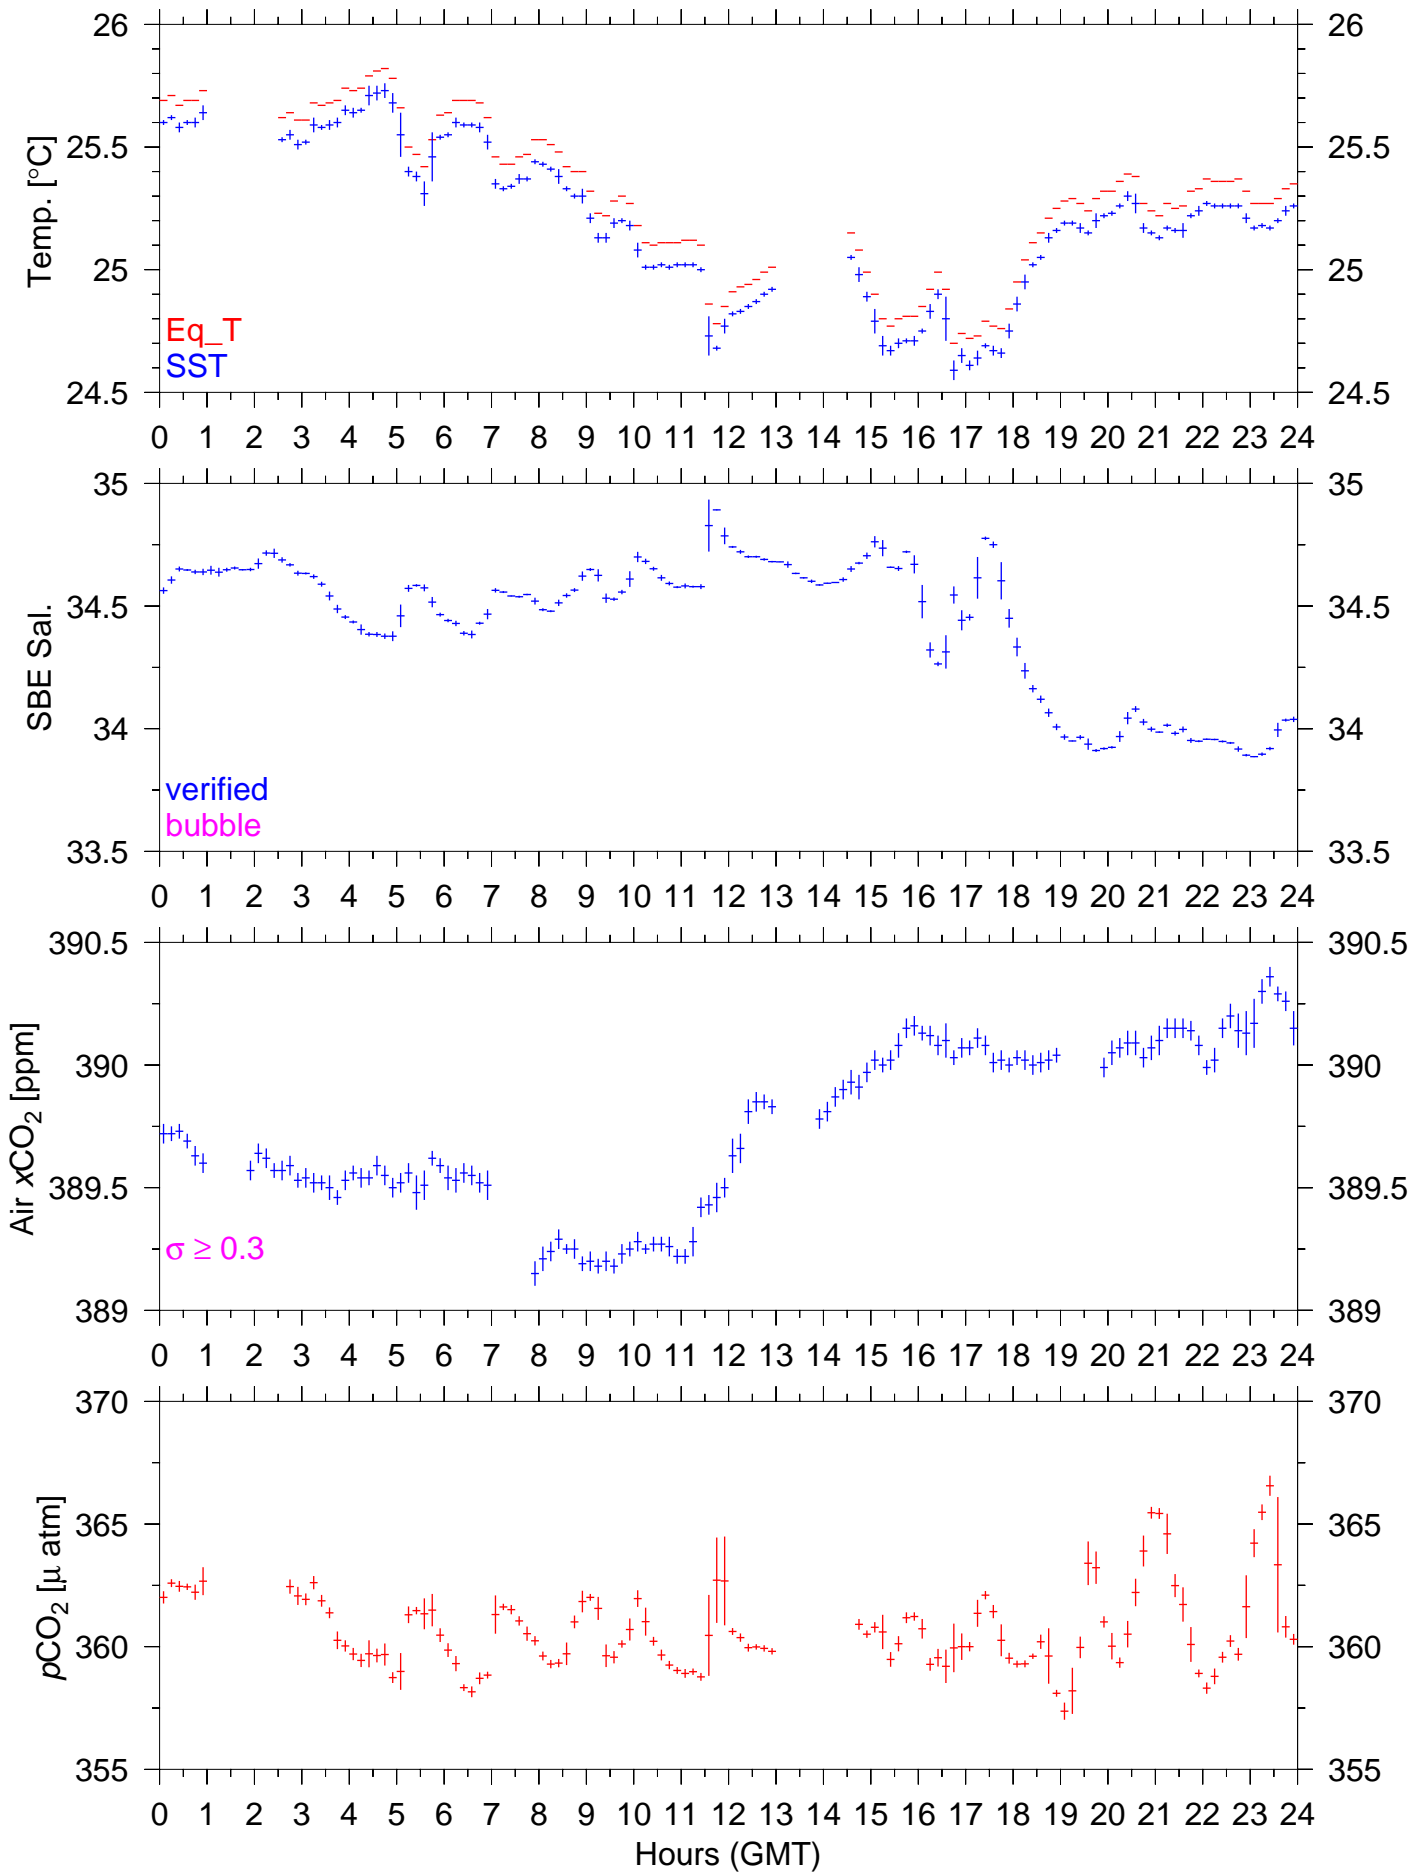 26 26
25.5 25.5
25 25
24.5 24.5
Temp. [°C]
Eq_T
SST
0 1 2 3 4 5 6 7 8 9 10 11 12 13 14 15 16 17 18 19 20 21 22 23 24
35 35
34.5 34.5
34 34
33.5 33.5
SBE Sal.
verified
bubble
0 1 2 3 4 5 6 7 8 9 10 11 12 13 14 15 16 17 18 19 20 21 22 23 24
390.5 390.5
390 390
389.5 389.5
389 389
Air xCO₂ [ppm]
σ ≥ 0.3
0 1 2 3 4 5 6 7 8 9 10 11 12 13 14 15 16 17 18 19 20 21 22 23 24
370 370
365 365
360 360
355 355
pCO₂ [μ atm]
0 1 2 3 4 5 6 7 8 9 10 11 12 13 14 15 16 17 18 19 20 21 22 23 24
Hours (GMT)